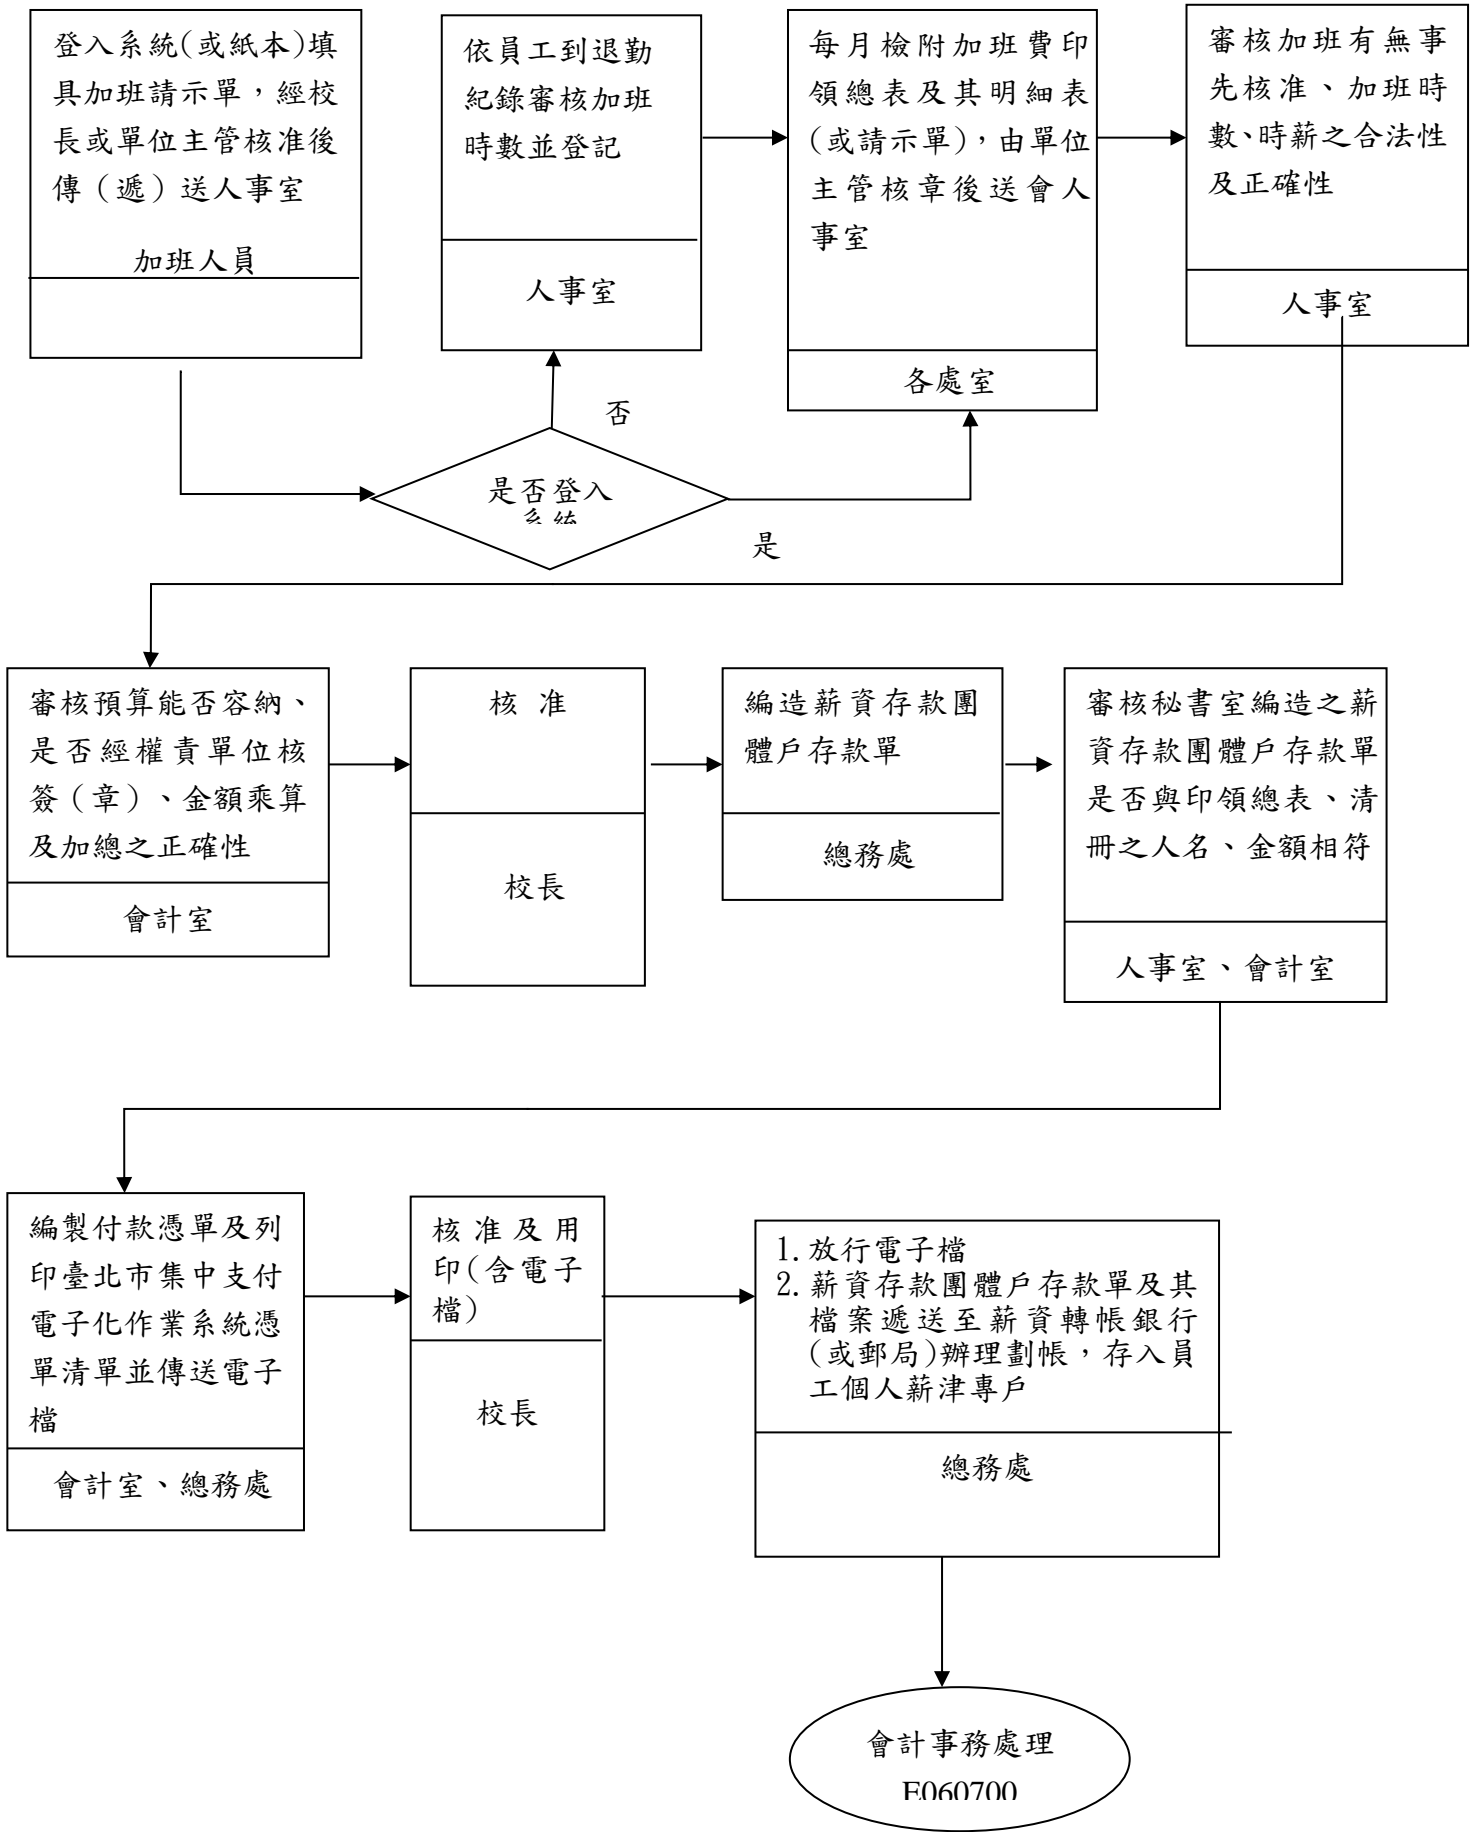 登入系統(或紙本)填
具加班請示單，經校
長或單位主管核准後
傳（遞）送人事室
加班人員
依員工到退勤
紀錄審核加班
時數並登記
人事室
每月檢附加班費印
領總表及其明細表
(或請示單)，由單位
主管核章後送會人
事室
各處室
審核加班有無事
先核准、加班時
數、時薪之合法性
及正確性
人事室
否
是否登入
系統
是
審核預算能否容納、
是否經權責單位核
簽（章）、金額乘算
及加總之正確性
會計室
核 准
校長
編造薪資存款團
體戶存款單
總務處
審核秘書室編造之薪
資存款團體戶存款單
是否與印領總表、清
冊之人名、金額相符
人事室、會計室
編製付款憑單及列
印臺北市集中支付
電子化作業系統憑
單清單並傳送電子
檔
會計室、總務處
核准及用
印(含電子
檔)
校長
1.放行電子檔
2.薪資存款團體戶存款單及其
檔案遞送至薪資轉帳銀行
(或郵局)辦理劃帳，存入員
工個人薪津專戶
總務處
會計事務處理
E060700